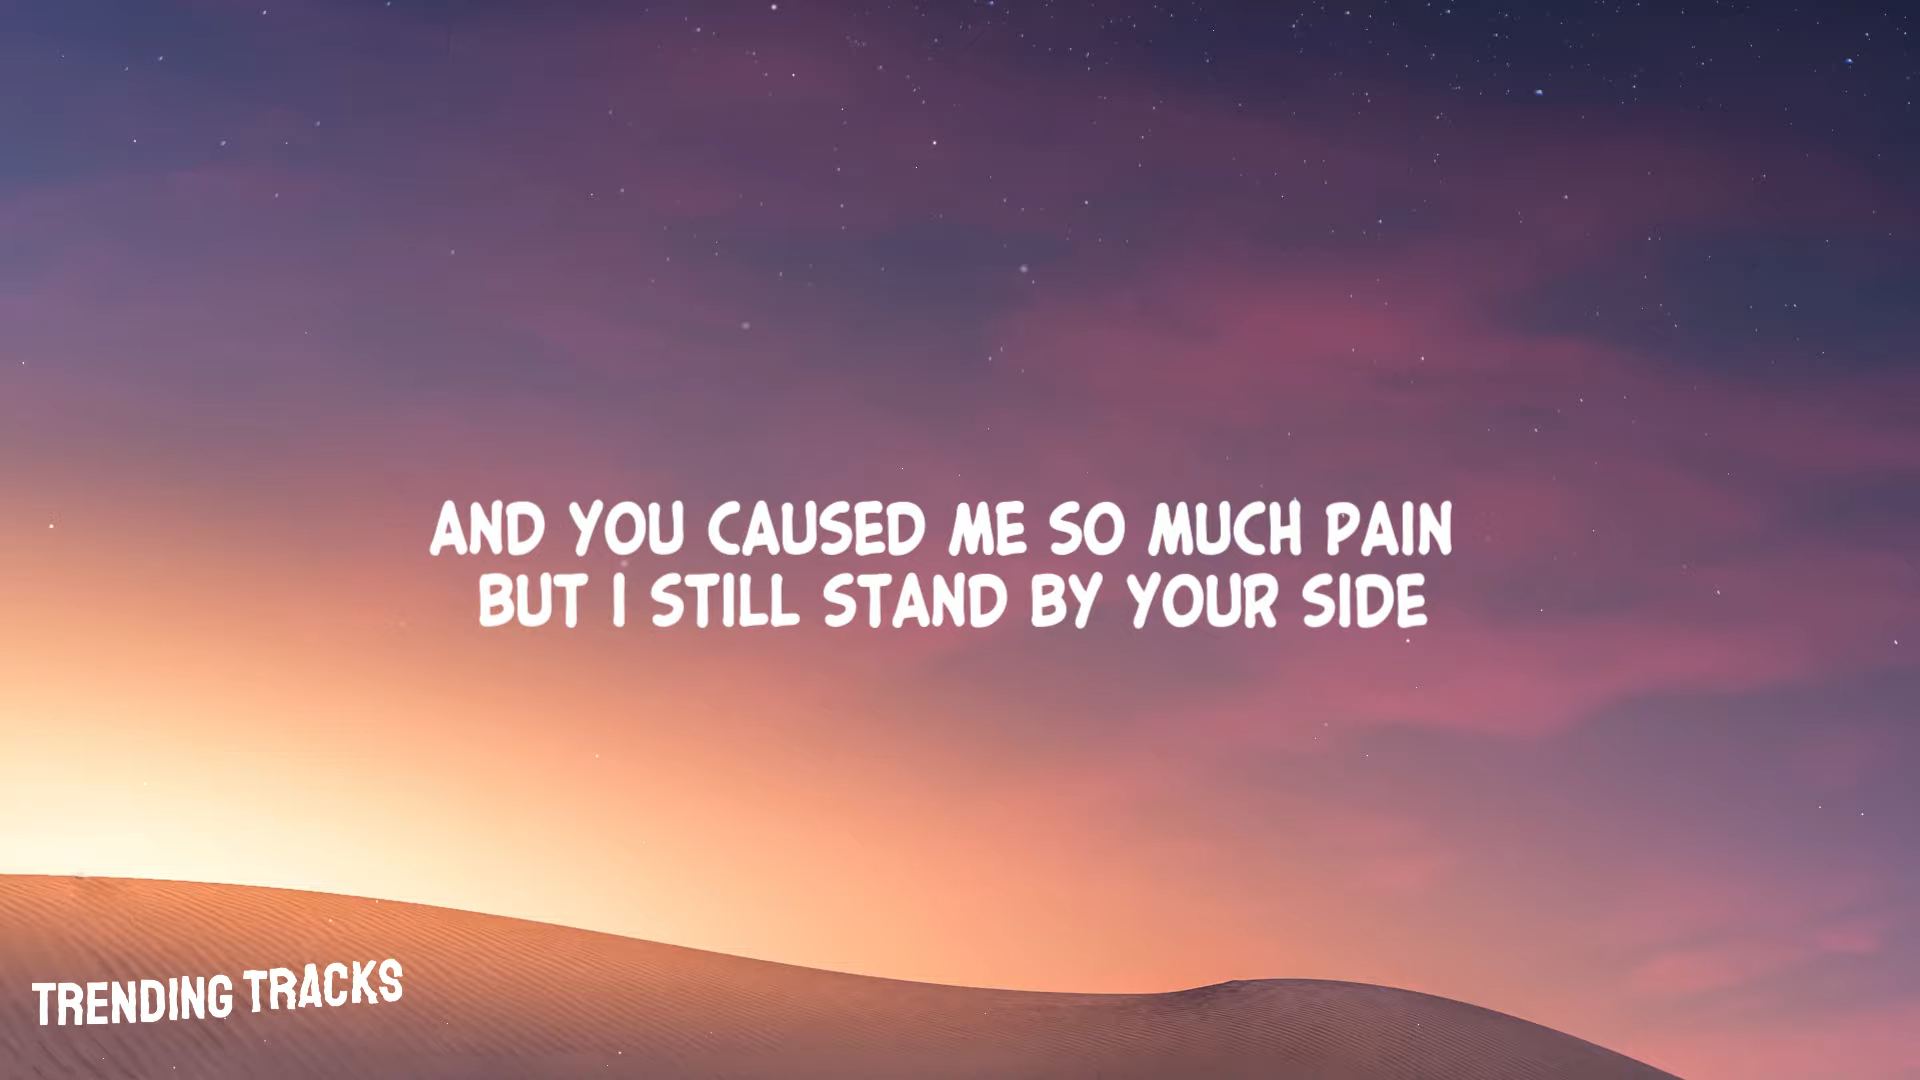 AND YOU CAUSED ME SO MUCH PAIN
BUT I STILL STAND BY YOUR SIDE
TRENDING TRACKS